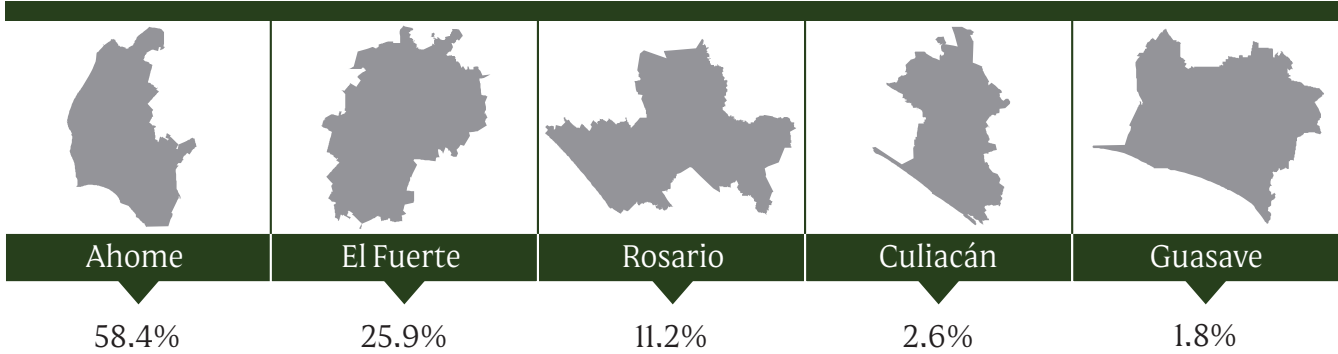 Ahome El Fuerte Rosario Culiacán Guasave
58.4% 25.9% 11.2% 2.6% 1.8%